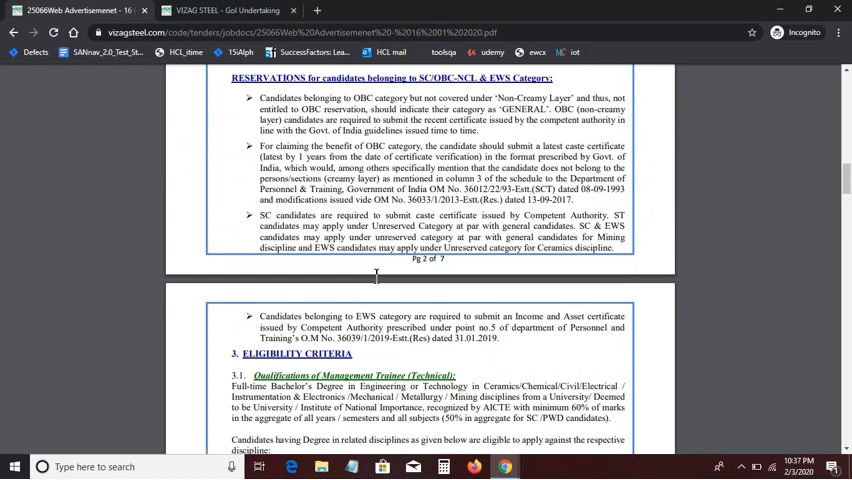 25066Web Advertisemenet - 16
VIZAG STEEL - GoI Undertaking
vizagsteel.com/code/tenders/jobdocs/25066Web%20Advertisemenet%20-%2016%2001%202020.pdf
Incognito
Defects
SANNav_2.0_Test_St...
HCL_itime
15iAlph
SuccessFactors: Lea...
HCL mail
toolsqa
udemy
ewcx
iot
RESERVATIONS for candidates belonging to SC/OBC-NCL & EWS Category:
➢ Candidates belonging to OBC category but not covered under 'Non-Creamy Layer' and thus, not
entitled to OBC reservation, should indicate their category as 'GENERAL'. OBC (non-creamy
layer) candidates are required to submit the recent certificate issued by the competent authority in
line with the Govt. of India guidelines issued time to time.
➢ For claiming the benefit of OBC category, the candidate should submit a latest caste certificate
(latest by 1 years from the date of certificate verification) in the format prescribed by Govt. of
India, which would, among others specifically mention that the candidate does not belong to the
persons/sections (creamy layer) as mentioned in column 3 of the schedule to the Department of
Personnel & Training, Government of India OM No. 36012/22/93-Estt.(SCT) dated 08-09-1993
and modifications issued vide OM No. 36033/1/2013-Estt.(Res.) dated 13-09-2017.
➢ SC candidates are required to submit caste certificate issued by Competent Authority. ST
candidates may apply under Unreserved Category at par with general candidates. SC & EWS
candidates may apply under unreserved category at par with general candidates for Mining
discipline and EWS candidates may apply under Unreserved category for Ceramics discipline.
Pg 2 of 7
➢ Candidates belonging to EWS category are required to submit an Income and Asset certificate
issued by Competent Authority prescribed under point no.5 of department of Personnel and
Training's O.M No. 36039/1/2019-Estt.(Res) dated 31.01.2019.
3. ELIGIBILITY CRITERIA
3.1. Qualifications of Management Trainee (Technical):
Full-time Bachelor's Degree in Engineering or Technology in Ceramics/Chemical/Civil/Electrical /
Instrumentation & Electronics /Mechanical / Metallurgy / Mining disciplines from a University/ Deemed
to be University / Institute of National Importance, recognized by AICTE with minimum 60% of marks
in the aggregate of all years / semesters and all subjects (50% in aggregate for SC /PWD candidates).
Candidates having Degree in related disciplines as given below are eligible to apply against the respective
discipline:
Type here to search
10:37 PM
2/3/2020